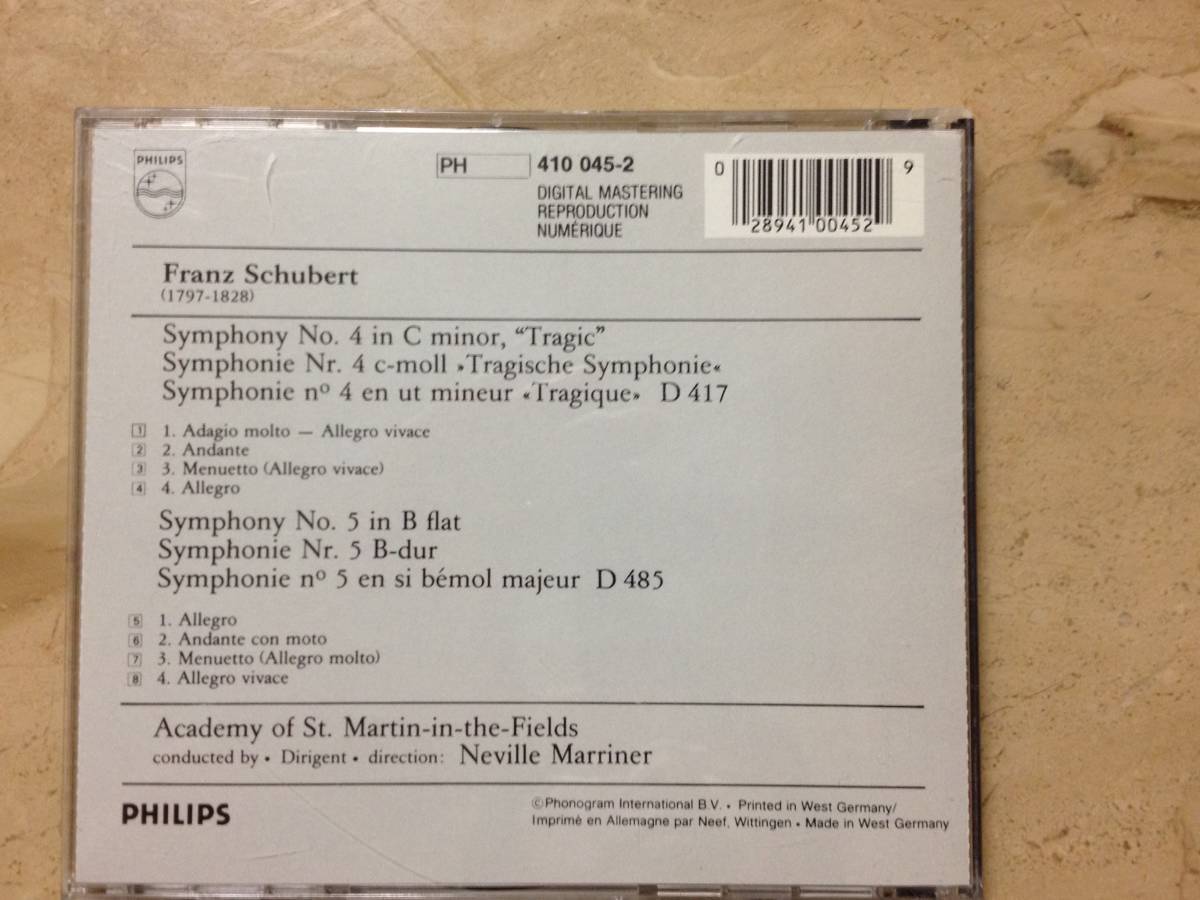 PHILIPS
PH 410 045-2
DIGITAL MASTERING
REPRODUCTION
NUMÉRIQUE
0 28941 00452 9
Franz Schubert
(1797-1828)
Symphony No. 4 in C minor, “Tragic”
Symphonie Nr. 4 c-moll »Tragische Symphonie«
Symphonie nº 4 en ut mineur «Tragique» D 417
1 1. Adagio molto — Allegro vivace
2 2. Andante
3 3. Menuetto (Allegro vivace)
4 4. Allegro
Symphony No. 5 in B flat
Symphonie Nr. 5 B-dur
Symphonie nº 5 en si bémol majeur D 485
5 1. Allegro
6 2. Andante con moto
7 3. Menuetto (Allegro molto)
8 4. Allegro vivace
Academy of St. Martin-in-the-Fields
conducted by • Dirigent • direction: Neville Marriner
PHILIPS
©Phonogram International B.V. • Printed in West Germany/
Imprimé en Allemagne par Neef, Wittingen • Made in West Germany